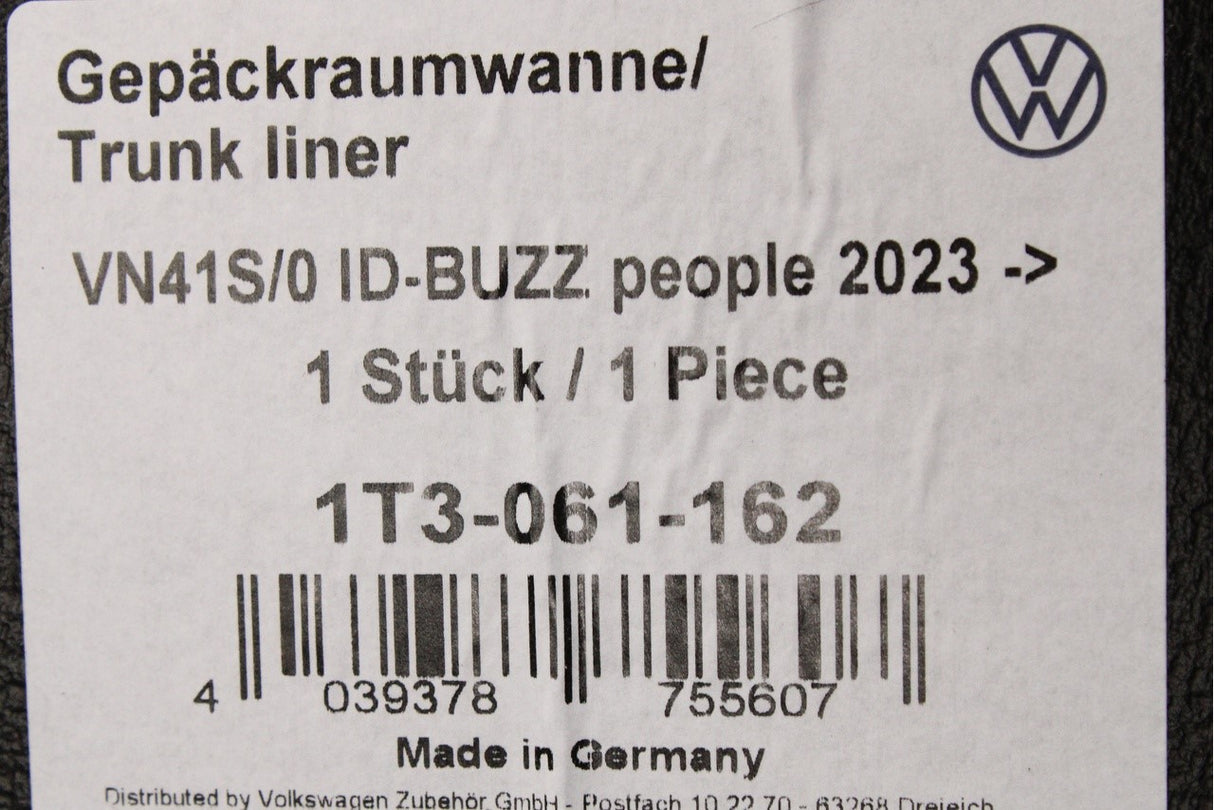 Gepäckraumwanne/
Trunk liner
VN41S/0 ID-BUZZ people 2023 ->
1 Stück / 1 Piece
1T3-061-162
4 039378 755607
Made in Germany
Distributed by Volkswagen Zubehör GmbH - Postfach 10 22 70 - 63268 Dreieich